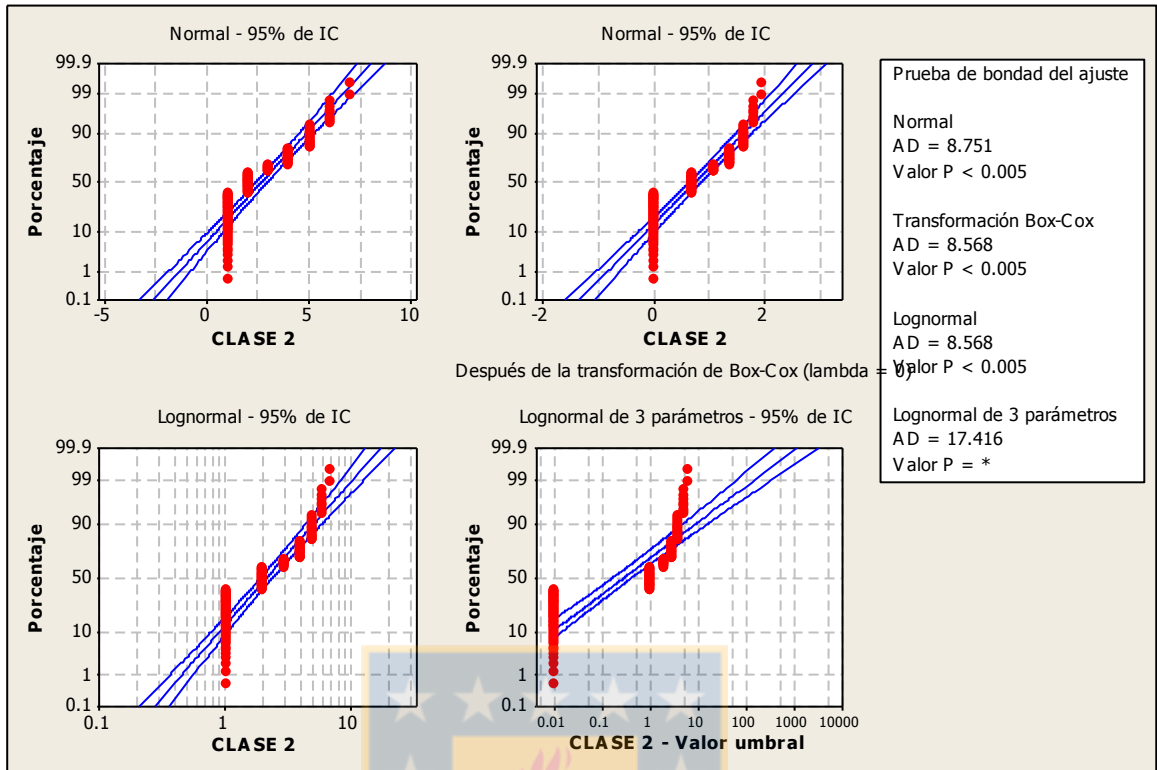 Normal - 95% de IC
99.9
99
90
50
10
1
0.1
Porcentaje
-5
0
5
10
CLASE 2
Normal - 95% de IC
99.9
99
90
50
10
1
0.1
Porcentaje
-2
0
2
CLASE 2
Después de la transformación de Box-Cox (lambda = 0)
Prueba de bondad del ajuste
Normal
AD = 8.751
Valor P < 0.005
Transformación Box-Cox
AD = 8.568
Valor P < 0.005
Lognormal
AD = 8.568
Valor P < 0.005
Lognormal de 3 parámetros
AD = 17.416
Valor P = *
Lognormal - 95% de IC
99.9
99
90
50
10
1
0.1
Porcentaje
0.1
1
10
CLASE 2
Lognormal de 3 parámetros - 95% de IC
99.9
99
90
50
10
1
0.1
Porcentaje
0.01
0.1
1
10
100
1000
10000
CLASE 2 - Valor umbral